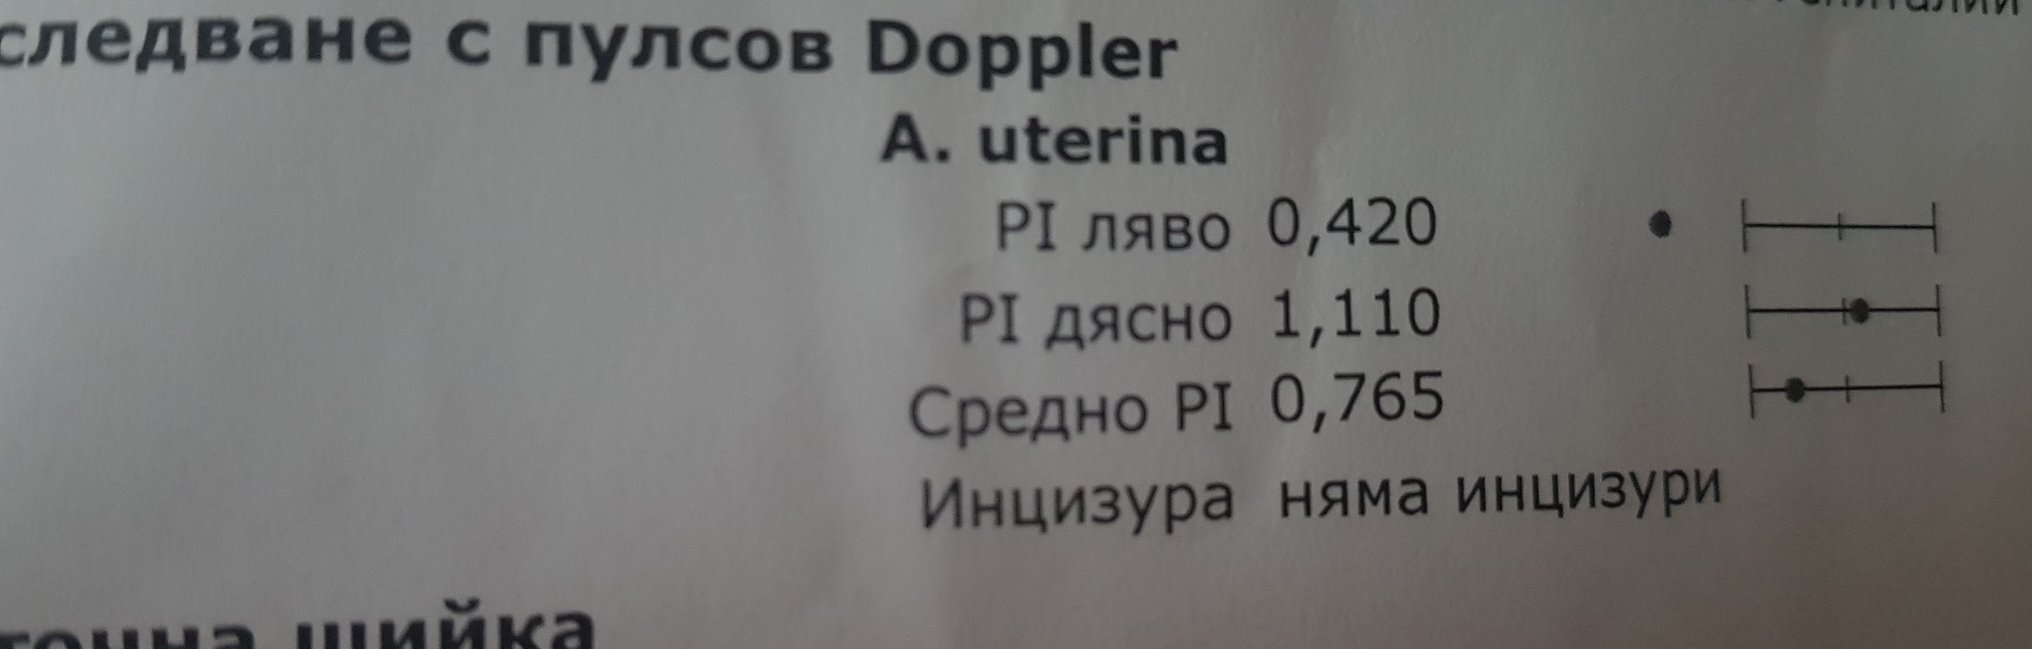 следване с пулсов Doppler
A. uterina
PI ляво 0,420
PI дясно 1,110
Средно PI 0,765
Инцизура няма инцизури
шийка